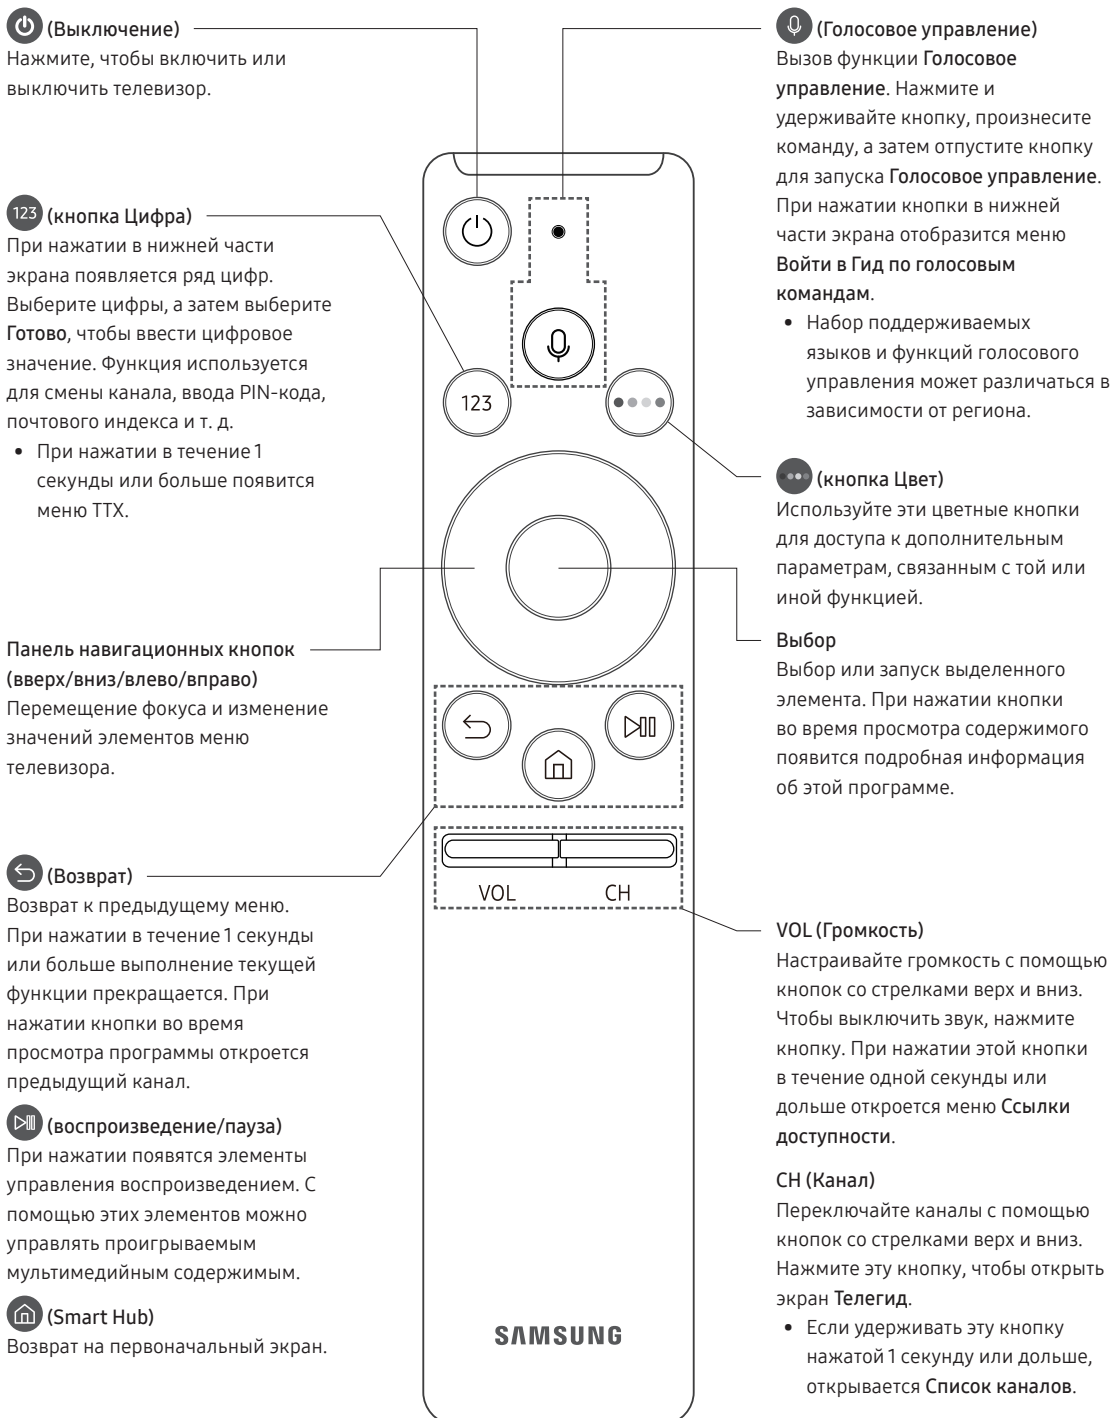 (Выключение)
Нажмите, чтобы включить или
выключить телевизор.
123 (кнопка Цифра)
При нажатии в нижней части
экрана появляется ряд цифр.
Выберите цифры, а затем выберите
Готово, чтобы ввести цифровое
значение. Функция используется
для смены канала, ввода PIN-кода,
почтового индекса и т. д.
• При нажатии в течение 1
секунды или больше появится
меню TTX.
Панель навигационных кнопок
(вверх/вниз/влево/вправо)
Перемещение фокуса и изменение
значений элементов меню
телевизора.
(Возврат)
Возврат к предыдущему меню.
При нажатии в течение 1 секунды
или больше выполнение текущей
функции прекращается. При
нажатии кнопки во время
просмотра программы откроется
предыдущий канал.
(воспроизведение/пауза)
При нажатии появятся элементы
управления воспроизведением. С
помощью этих элементов можно
управлять проигрываемым
мультимедийным содержимым.
(Smart Hub)
Возврат на первоначальный экран.
123
VOL CH
SAMSUNG
(Голосовое управление)
Вызов функции Голосовое
управление. Нажмите и
удерживайте кнопку, произнесите
команду, а затем отпустите кнопку
для запуска Голосовое управление.
При нажатии кнопки в нижней
части экрана отобразится меню
Войти в Гид по голосовым
командам.
• Набор поддерживаемых
языков и функций голосового
управления может различаться в
зависимости от региона.
(кнопка Цвет)
Используйте эти цветные кнопки
для доступа к дополнительным
параметрам, связанным с той или
иной функцией.
Выбор
Выбор или запуск выделенного
элемента. При нажатии кнопки
во время просмотра содержимого
появится подробная информация
об этой программе.
VOL (Громкость)
Настраивайте громкость с помощью
кнопок со стрелками верх и вниз.
Чтобы выключить звук, нажмите
кнопку. При нажатии этой кнопки
в течение одной секунды или
дольше откроется меню Ссылки
доступности.
CH (Канал)
Переключайте каналы с помощью
кнопок со стрелками верх и вниз.
Нажмите эту кнопку, чтобы открыть
экран Телегид.
• Если удерживать эту кнопку
нажатой 1 секунду или дольше,
открывается Список каналов.